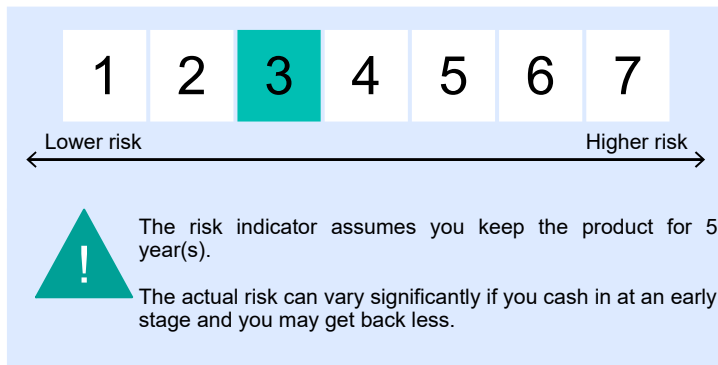 1 2 3 4 5 6 7
Lower risk Higher risk
The risk indicator assumes you keep the product for 5
year(s).
!
The actual risk can vary significantly if you cash in at an early
stage and you may get back less.